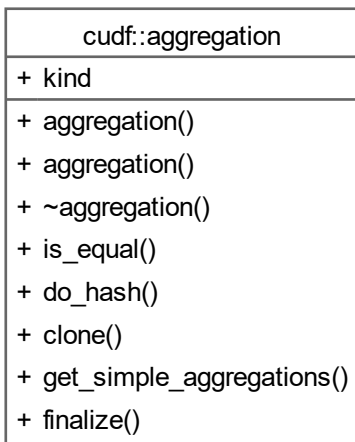 cudf::aggregation
+ kind
+ aggregation()
+ aggregation()
+ ~aggregation()
+ is_equal()
+ do_hash()
+ clone()
+ get_simple_aggregations()
+ finalize()